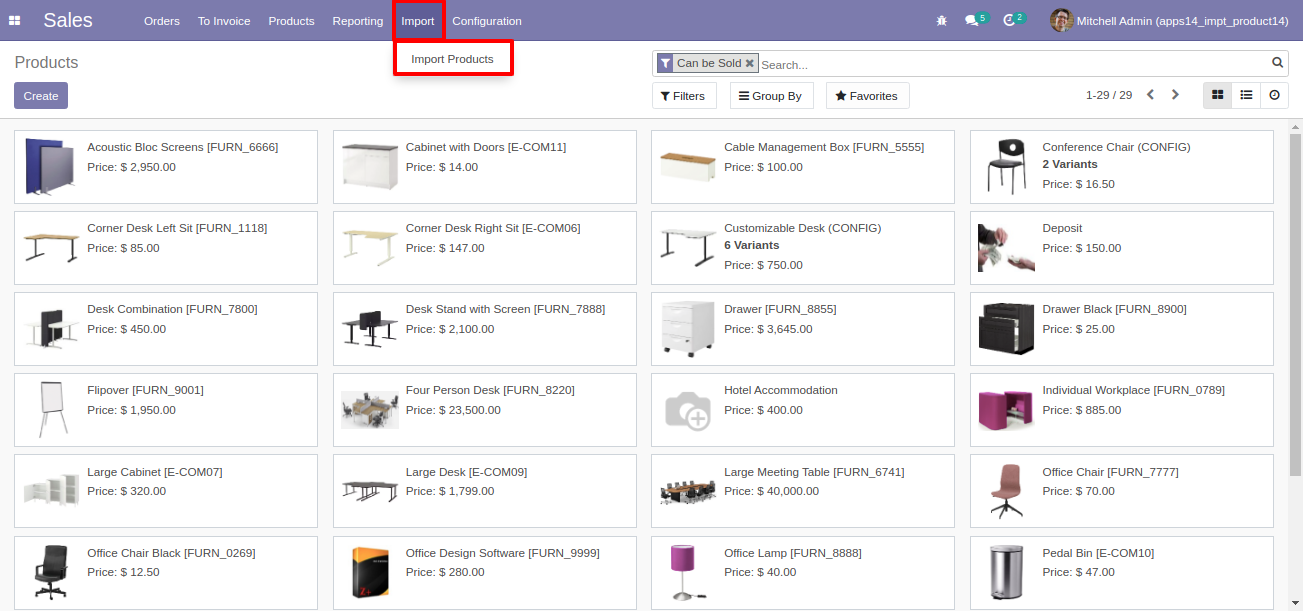 Sales Orders To Invoice Products Reporting Import Configuration 5 2 Mitchell Admin (apps14_impt_product14)
Import Products
Products
Can be Sold Search...
Create
Filters Group By Favorites 1-29 / 29
Acoustic Bloc Screens [FURN_6666]
Price: $ 2,950.00
Cabinet with Doors [E-COM11]
Price: $ 14.00
Cable Management Box [FURN_5555]
Price: $ 100.00
Conference Chair (CONFIG)
2 Variants
Price: $ 16.50
Corner Desk Left Sit [FURN_1118]
Price: $ 85.00
Corner Desk Right Sit [E-COM06]
Price: $ 147.00
Customizable Desk (CONFIG)
6 Variants
Price: $ 750.00
Deposit
Price: $ 150.00
Desk Combination [FURN_7800]
Price: $ 450.00
Desk Stand with Screen [FURN_7888]
Price: $ 2,100.00
Drawer [FURN_8855]
Price: $ 3,645.00
Drawer Black [FURN_8900]
Price: $ 25.00
Flipover [FURN_9001]
Price: $ 1,950.00
Four Person Desk [FURN_8220]
Price: $ 23,500.00
Hotel Accommodation
Price: $ 400.00
Individual Workplace [FURN_0789]
Price: $ 885.00
Large Cabinet [E-COM07]
Price: $ 320.00
Large Desk [E-COM09]
Price: $ 1,799.00
Large Meeting Table [FURN_6741]
Price: $ 40,000.00
Office Chair [FURN_7777]
Price: $ 70.00
Office Chair Black [FURN_0269]
Price: $ 12.50
Office Design Software [FURN_9999]
Price: $ 280.00
Office Lamp [FURN_8888]
Price: $ 40.00
Pedal Bin [E-COM10]
Price: $ 47.00